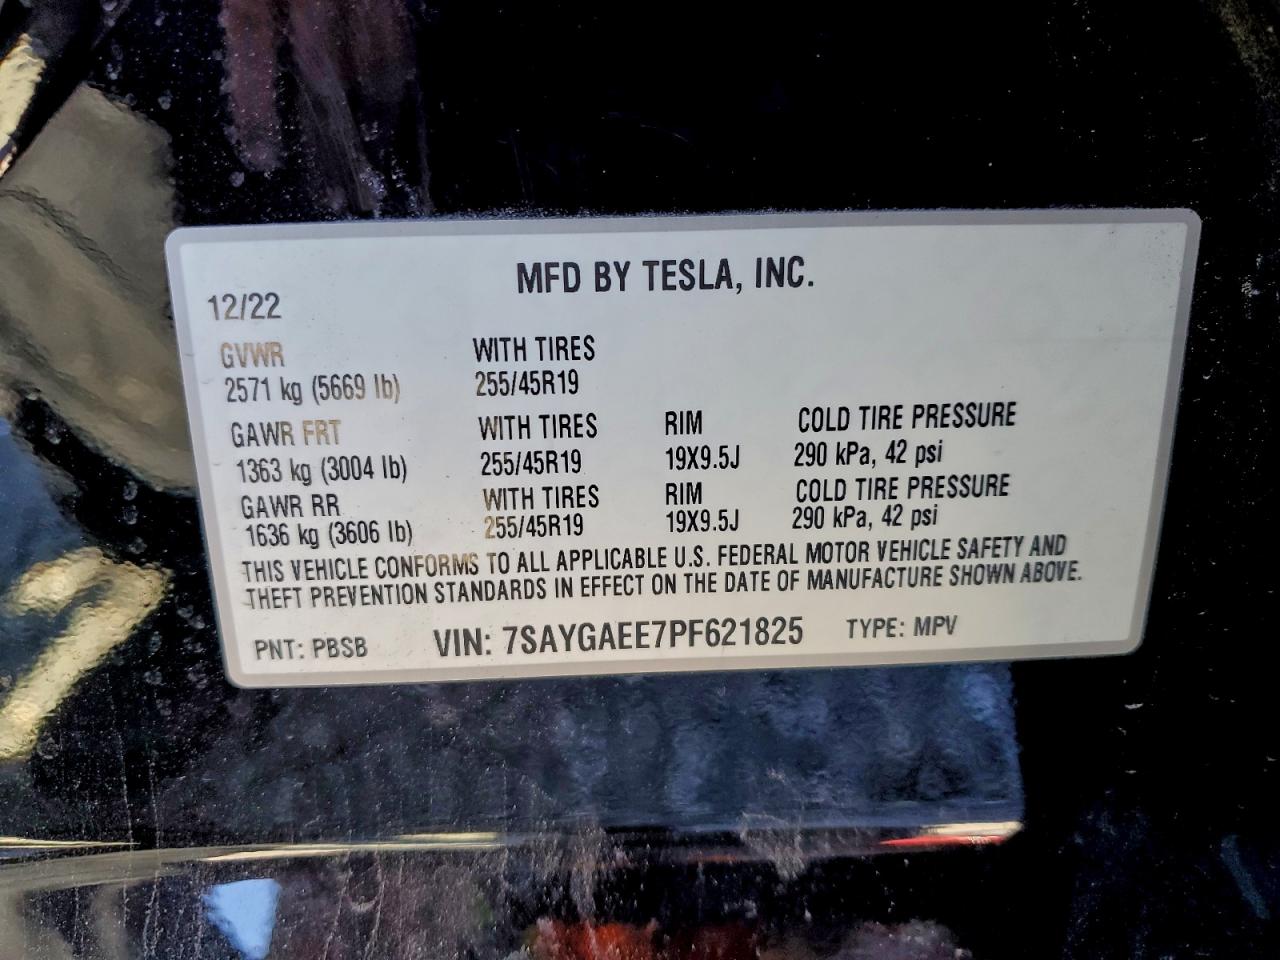 MFD BY TESLA, INC.
12/22
GVWR WITH TIRES
2571 kg (5669 lb) 255/45R19
GAWR FRT WITH TIRES RIM COLD TIRE PRESSURE
1363 kg (3004 lb) 255/45R19 19X9.5J 290 kPa, 42 psi
GAWR RR WITH TIRES RIM COLD TIRE PRESSURE
1636 kg (3606 lb) 255/45R19 19X9.5J 290 kPa, 42 psi
THIS VEHICLE CONFORMS TO ALL APPLICABLE U.S. FEDERAL MOTOR VEHICLE SAFETY AND
THEFT PREVENTION STANDARDS IN EFFECT ON THE DATE OF MANUFACTURE SHOWN ABOVE.
PNT: PBSB VIN: 7SAYGAEE7PF621825 TYPE: MPV